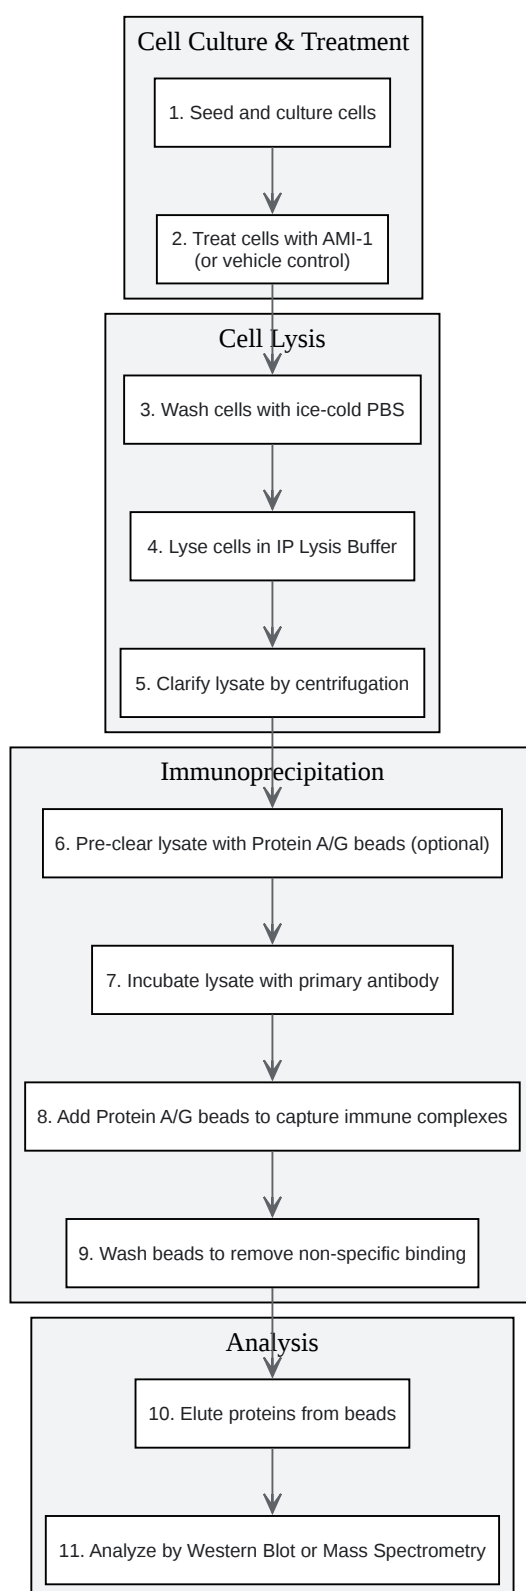 Cell Culture & Treatment
1. Seed and culture cells
2. Treat cells with AMI-1
(or vehicle control)
Cell Lysis
3. Wash cells with ice-cold PBS
4. Lyse cells in IP Lysis Buffer
5. Clarify lysate by centrifugation
Immunoprecipitation
6. Pre-clear lysate with Protein A/G beads (optional)
7. Incubate lysate with primary antibody
8. Add Protein A/G beads to capture immune complexes
9. Wash beads to remove non-specific binding
Analysis
10. Elute proteins from beads
11. Analyze by Western Blot or Mass Spectrometry